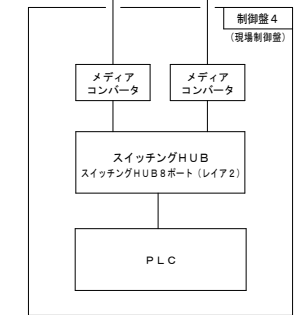 制御盤４
（現場制御盤）
メディア
コンバータ
メディア
コンバータ
スイッチングＨＵＢ
スイッチングＨＵＢ８ポート（レイア２）
ＰＬＣ